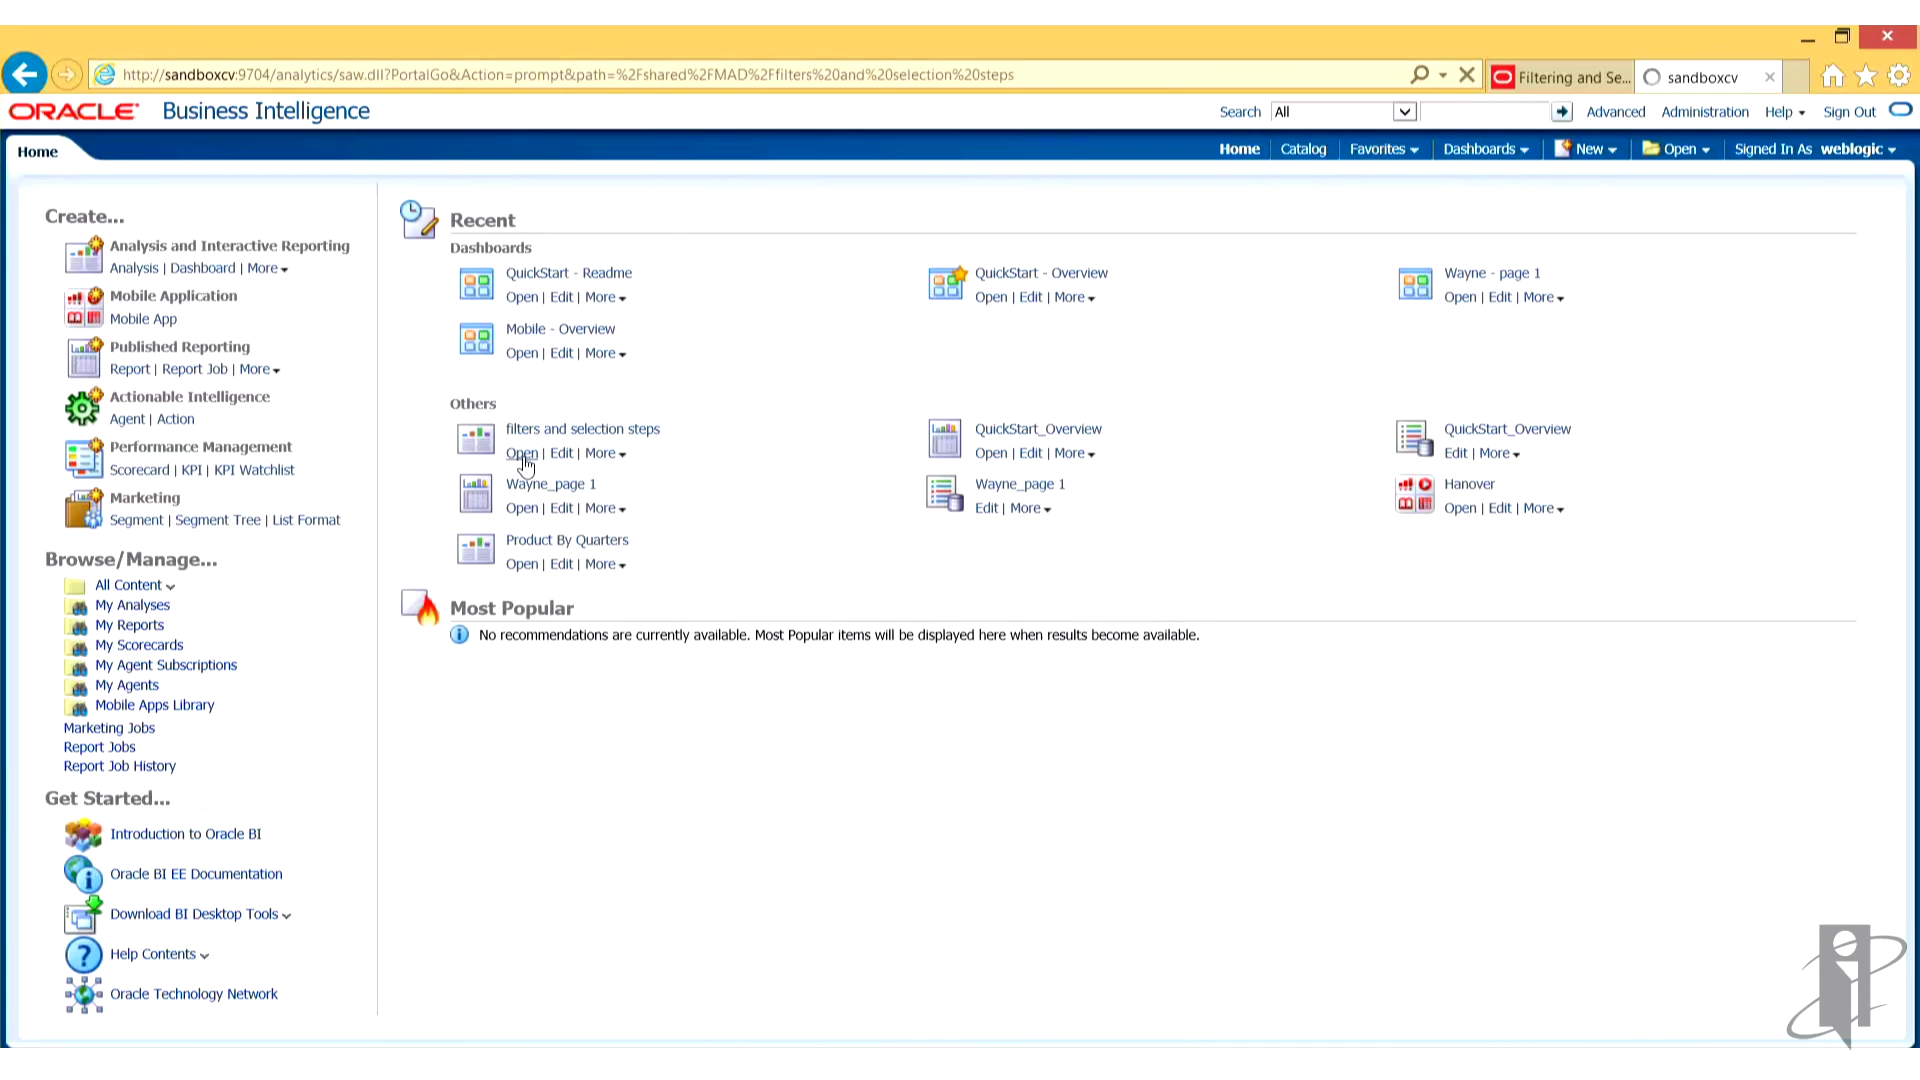 http://sandboxcv:9704/analytics/saw.dll?PortalGo&Action=prompt&path=%2Fshared%2FMAD%2Ffilters%20and%20selection%20steps
Filtering and Se...
sandboxcv
ORACLE Business Intelligence
Search All Advanced Administration Help Sign Out
Home
Home Catalog Favorites Dashboards New Open Signed In As weblogic
Create...
Analysis and Interactive Reporting
Analysis | Dashboard | More
Mobile Application
Mobile App
Published Reporting
Report | Report Job | More
Actionable Intelligence
Agent | Action
Performance Management
Scorecard | KPI | KPI Watchlist
Marketing
Segment | Segment Tree | List Format
Browse/Manage...
All Content
My Analyses
My Reports
My Scorecards
My Agent Subscriptions
My Agents
Mobile Apps Library
Marketing Jobs
Report Jobs
Report Job History
Get Started...
Introduction to Oracle BI
Oracle BI EE Documentation
Download BI Desktop Tools
Help Contents
Oracle Technology Network
Recent
Dashboards
QuickStart - Readme
Open | Edit | More
QuickStart - Overview
Open | Edit | More
Wayne - page 1
Open | Edit | More
Mobile - Overview
Open | Edit | More
Others
filters and selection steps
Open | Edit | More
QuickStart_Overview
Open | Edit | More
QuickStart_Overview
Edit | More
Wayne_page 1
Open | Edit | More
Wayne_page 1
Edit | More
Hanover
Open | Edit | More
Product By Quarters
Open | Edit | More
Most Popular
No recommendations are currently available. Most Popular items will be displayed here when results become available.